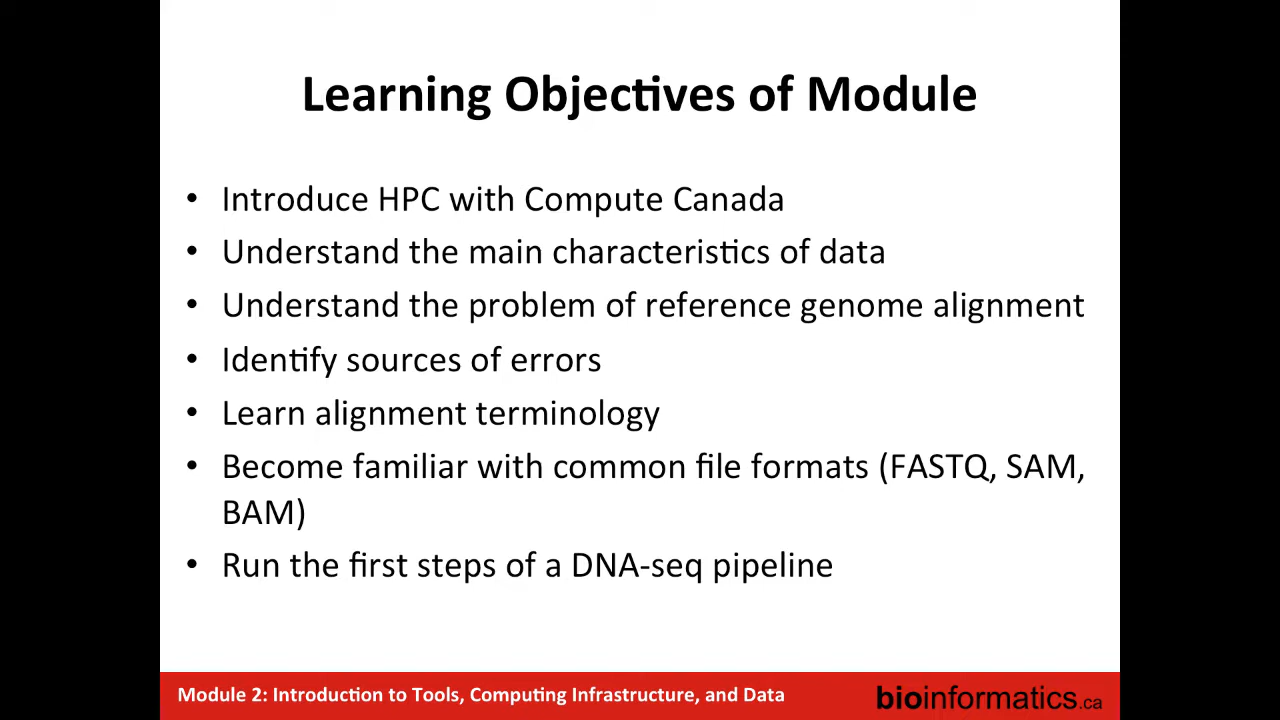 Learning Objectives of Module
• Introduce HPC with Compute Canada
• Understand the main characteristics of data
• Understand the problem of reference genome alignment
• Identify sources of errors
• Learn alignment terminology
• Become familiar with common file formats (FASTQ, SAM,
BAM)
• Run the first steps of a DNA-seq pipeline
Module 2: Introduction to Tools, Computing Infrastructure, and Data
bioinformatics.ca